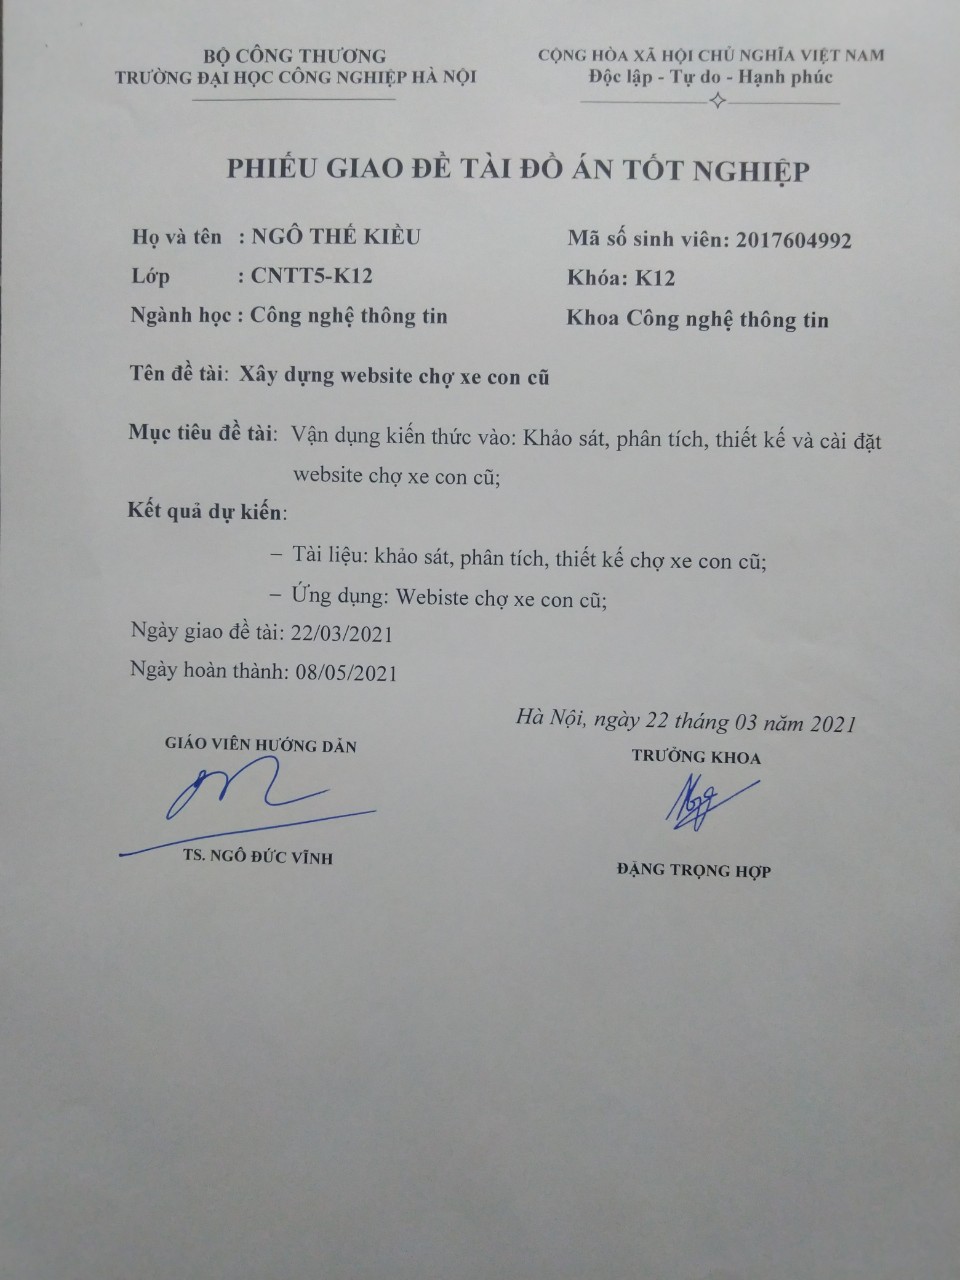 BỘ CÔNG THƯƠNG
TRƯỜNG ĐẠI HỌC CÔNG NGHIỆP HÀ NỘI
CỘNG HÒA XÃ HỘI CHỦ NGHĨA VIỆT NAM
Độc lập - Tự do - Hạnh phúc
PHIẾU GIAO ĐỀ TÀI ĐỒ ÁN TỐT NGHIỆP
Họ và tên : NGÔ THẾ KIỀU
Mã số sinh viên: 2017604992
Lớp : CNTT5-K12
Khóa: K12
Ngành học : Công nghệ thông tin
Khoa Công nghệ thông tin
Tên đề tài: Xây dựng website chợ xe con cũ
Mục tiêu đề tài: Vận dụng kiến thức vào: Khảo sát, phân tích, thiết kế và cài đặt
website chợ xe con cũ;
Kết quả dự kiến:
– Tài liệu: khảo sát, phân tích, thiết kế chợ xe con cũ;
– Ứng dụng: Webiste chợ xe con cũ;
Ngày giao đề tài: 22/03/2021
Ngày hoàn thành: 08/05/2021
Hà Nội, ngày 22 tháng 03 năm 2021
GIÁO VIÊN HƯỚNG DẪN
TRƯỞNG KHOA
TS. NGÔ ĐỨC VĨNH
ĐẶNG TRỌNG HỢP